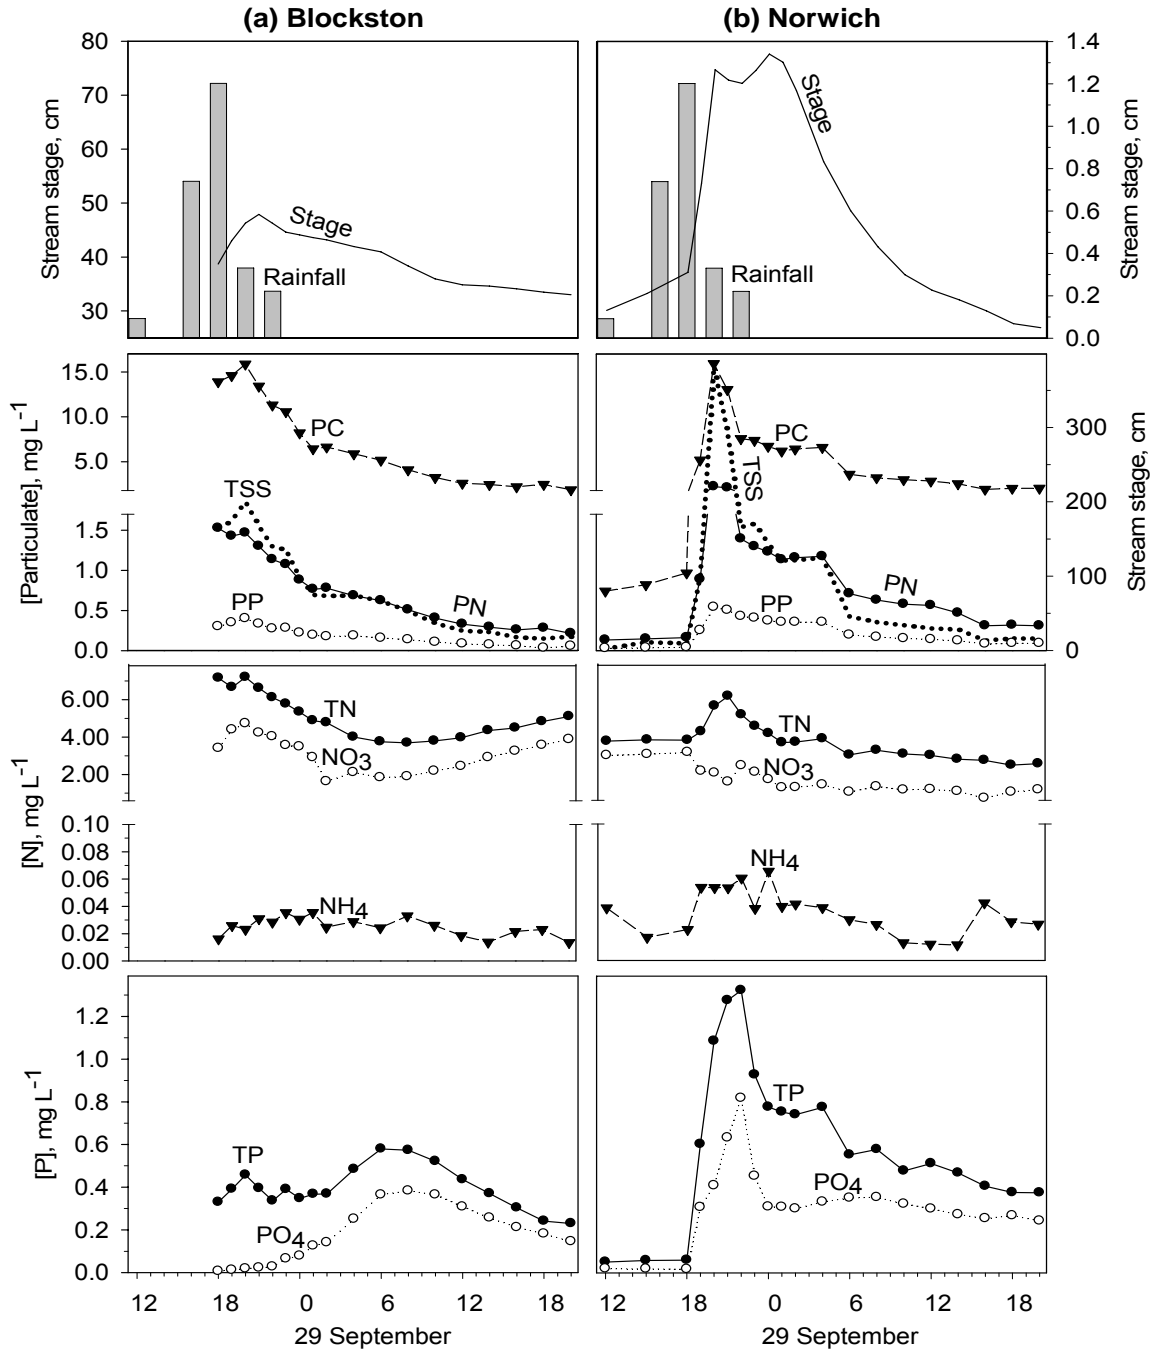 (a) Blockston
(b) Norwich
80
70
60
50
40
30
Stream stage, cm
Stage
Rainfall
Stage
Rainfall
1.4
1.2
1.0
0.8
0.6
0.4
0.2
0.0
Stream stage, cm
15.0
10.0
5.0
1.5
1.0
0.5
0.0
[Particulate], mg L-1
PC
TSS
PN
PP
PC
TSS
PN
PP
300
200
100
0
Stream stage, cm
6.00
4.00
2.00
0.10
0.08
0.06
0.04
0.02
0.00
[N], mg L-1
TN
NO3
NH4
TN
NO3
NH4
1.2
1.0
0.8
0.6
0.4
0.2
0.0
[P], mg L-1
TP
PO4
TP
PO4
12 18 0 6 12 18
12 18 0 6 12 18
29 September
29 September